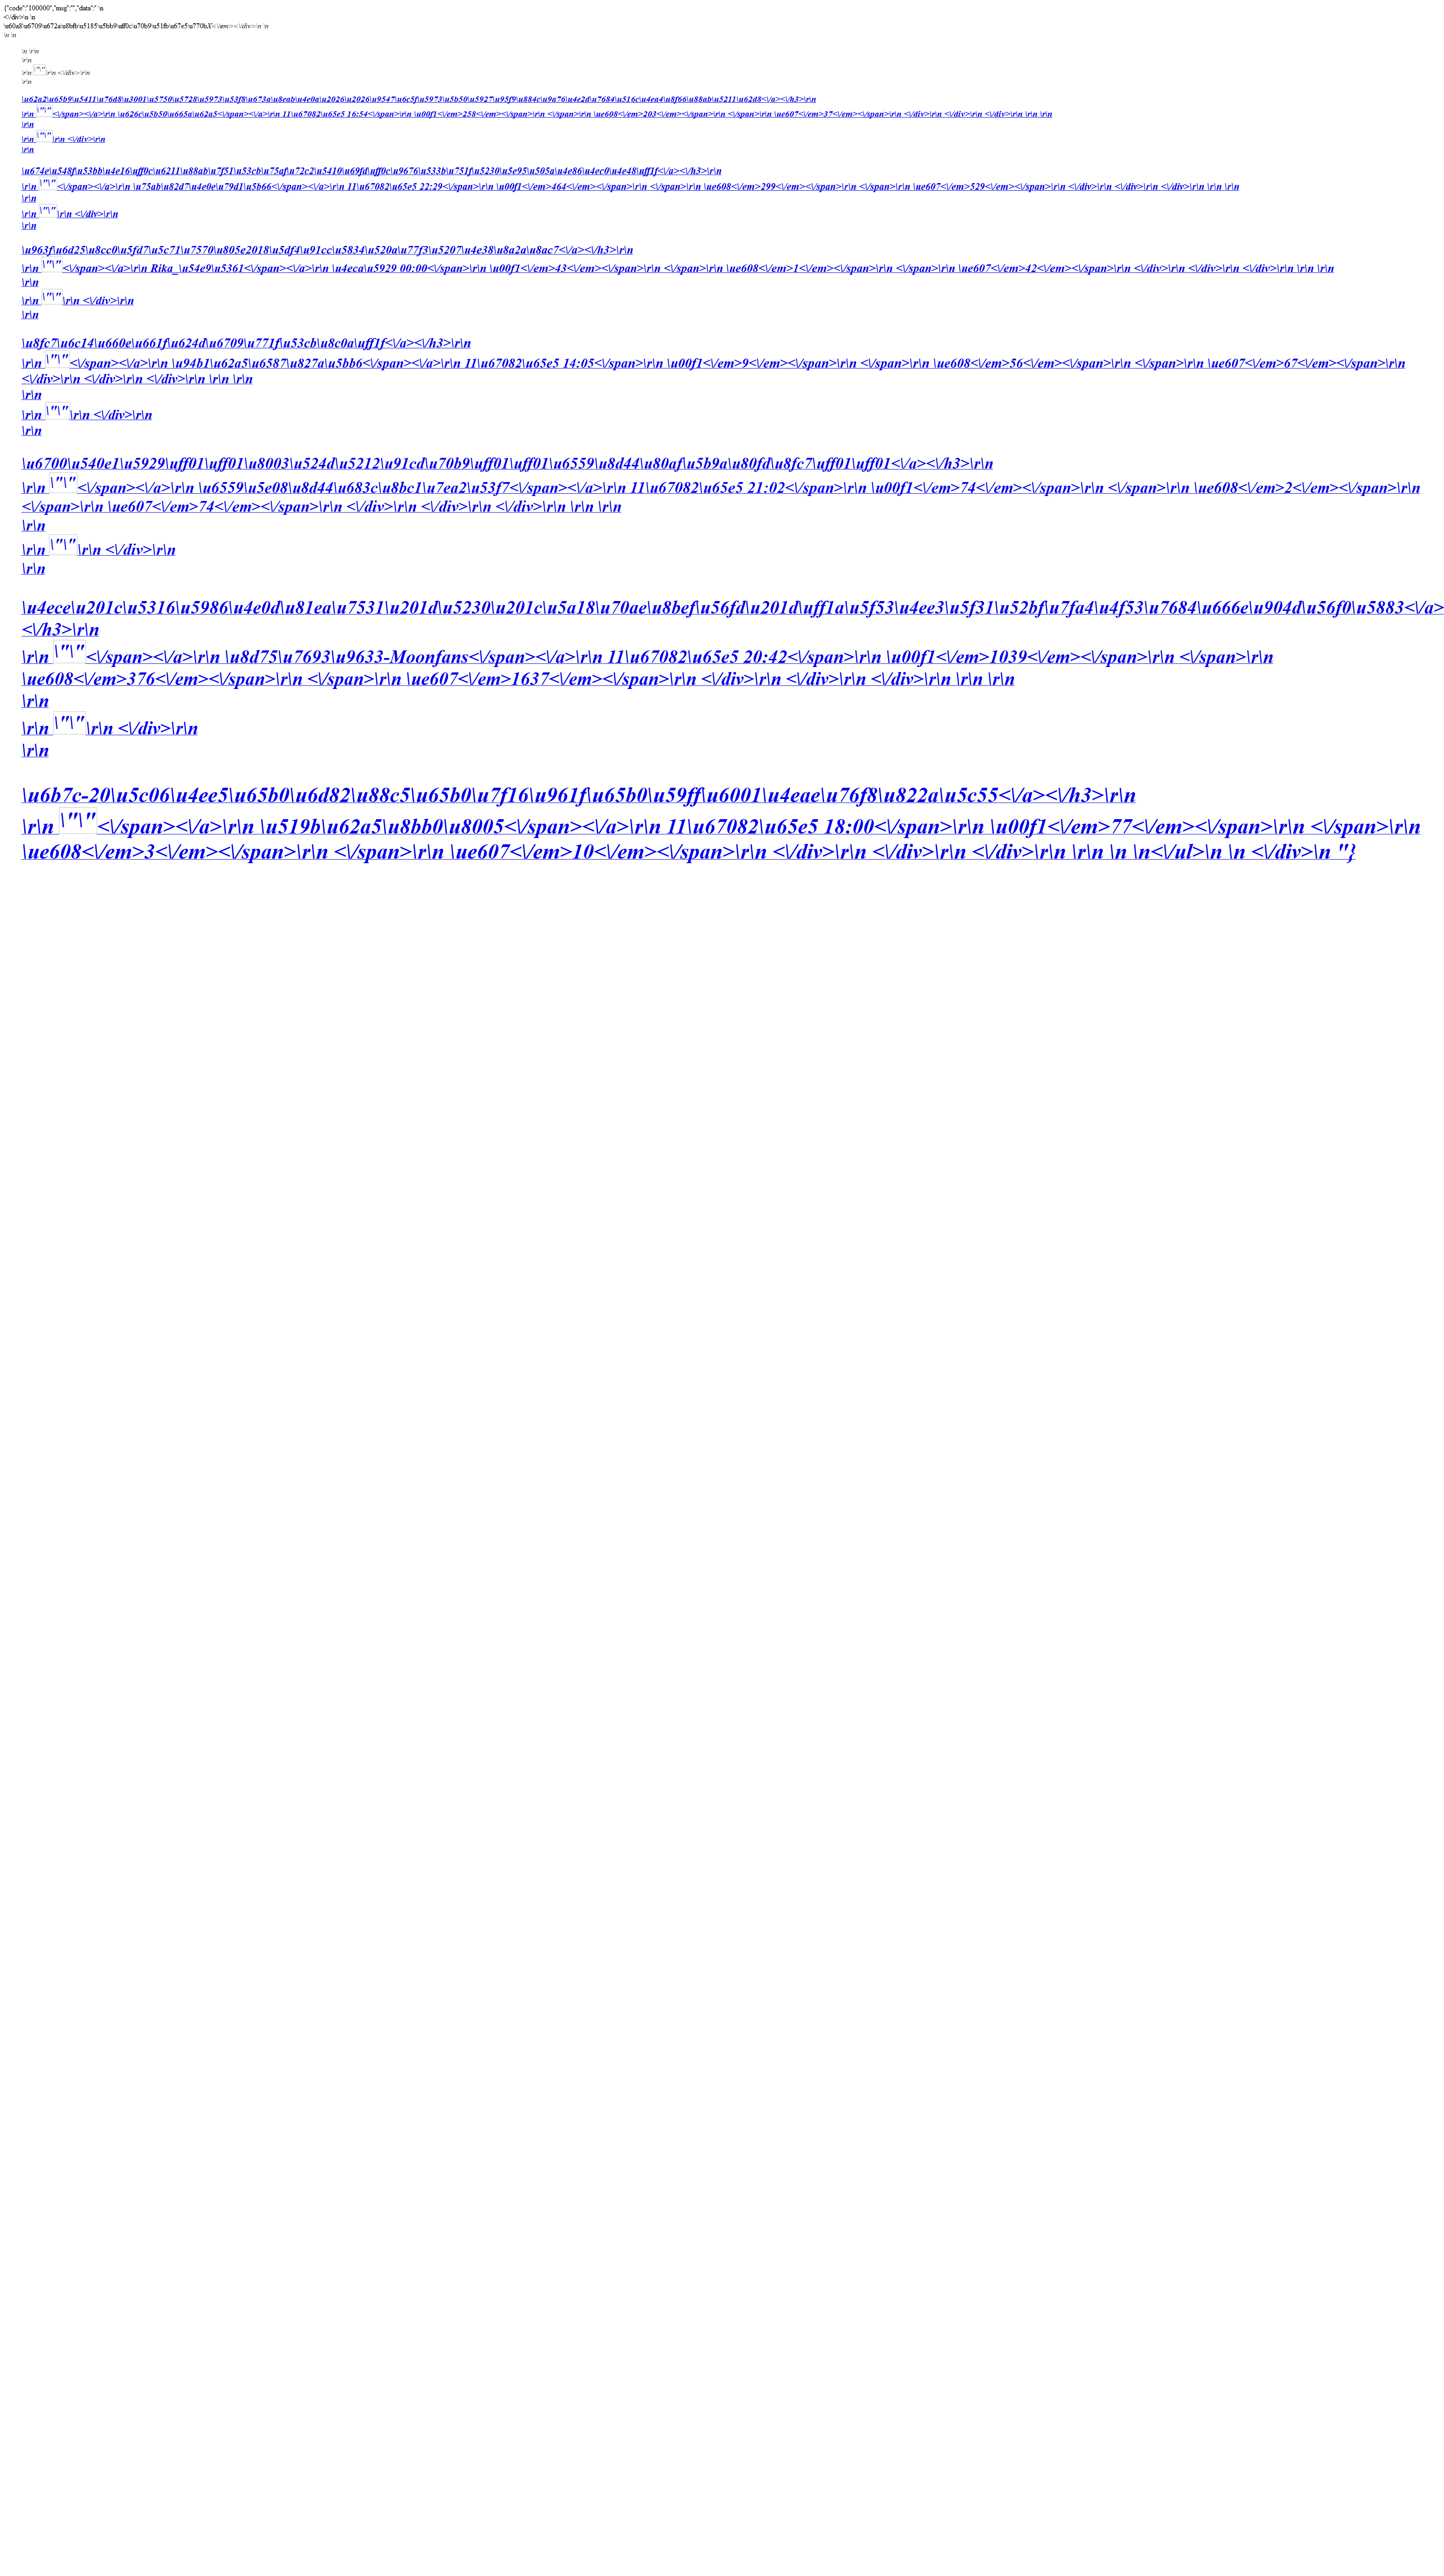 {"code":"100000","msg":"","data":" \n
<\/div>\n \n
\u60a8\u6709\u672a\u8bfb\u5185\u5bb9\uff0c\u70b9\u51fb\u67e5\u770bX<\/em><\/div>\n \n
\n \n
\n \r\n
\r\n
\r\n \"\"\r\n <\/div>\r\n
\r\n
\u62a2\u65b9\u5411\u76d8\u3001\u5750\u5728\u5973\u53f8\u673a\u8eab\u4e0a\u2026\u2026\u9547\u6c5f\u5973\u5b50\u5927\u95f9\u884c\u9a76\u4e2d\u7684\u516c\u4ea4\u8f66\u88ab\u5211\u62d8<\/a><\/h3>\r\n
\r\n \"\"<\/span><\/a>\r\n \u626c\u5b50\u665a\u62a5<\/span><\/a>\r\n 11\u67082\u65e5 16:54<\/span>\r\n \u00f1<\/em>258<\/em><\/span>\r\n <\/span>\r\n \ue608<\/em>203<\/em><\/span>\r\n <\/span>\r\n \ue607<\/em>37<\/em><\/span>\r\n <\/div>\r\n <\/div>\r\n <\/div>\r\n \r\n \r\n
\r\n
\r\n \"\"\r\n <\/div>\r\n
\r\n
\u674e\u548f\u53bb\u4e16\uff0c\u6211\u88ab\u7f51\u53cb\u75af\u72c2\u5410\u69fd\uff0c\u9676\u533b\u751f\u5230\u5e95\u505a\u4e86\u4ec0\u4e48\uff1f<\/a><\/h3>\r\n
\r\n \"\"<\/span><\/a>\r\n \u75ab\u82d7\u4e0e\u79d1\u5b66<\/span><\/a>\r\n 11\u67082\u65e5 22:29<\/span>\r\n \u00f1<\/em>464<\/em><\/span>\r\n <\/span>\r\n \ue608<\/em>299<\/em><\/span>\r\n <\/span>\r\n \ue607<\/em>529<\/em><\/span>\r\n <\/div>\r\n <\/div>\r\n <\/div>\r\n \r\n \r\n
\r\n
\r\n \"\"\r\n <\/div>\r\n
\r\n
\u963f\u6d25\u8cc0\u5fd7\u5c71\u7570\u805e2018\u5df4\u91cc\u5834\u520a\u77f3\u5207\u4e38\u8a2a\u8ac7<\/a><\/h3>\r\n
\r\n \"\"<\/span><\/a>\r\n Rika_\u54e9\u5361<\/span><\/a>\r\n \u4eca\u5929 00:00<\/span>\r\n \u00f1<\/em>43<\/em><\/span>\r\n <\/span>\r\n \ue608<\/em>1<\/em><\/span>\r\n <\/span>\r\n \ue607<\/em>42<\/em><\/span>\r\n <\/div>\r\n <\/div>\r\n <\/div>\r\n \r\n \r\n
\r\n
\r\n \"\"\r\n <\/div>\r\n
\r\n
\u8fc7\u6c14\u660e\u661f\u624d\u6709\u771f\u53cb\u8c0a\uff1f<\/a><\/h3>\r\n
\r\n \"\"<\/span><\/a>\r\n \u94b1\u62a5\u6587\u827a\u5bb6<\/span><\/a>\r\n 11\u67082\u65e5 14:05<\/span>\r\n \u00f1<\/em>9<\/em><\/span>\r\n <\/span>\r\n \ue608<\/em>56<\/em><\/span>\r\n <\/span>\r\n \ue607<\/em>67<\/em><\/span>\r\n
<\/div>\r\n <\/div>\r\n <\/div>\r\n \r\n \r\n
\r\n
\r\n \"\"\r\n <\/div>\r\n
\r\n
\u6700\u540e1\u5929\uff01\uff01\u8003\u524d\u5212\u91cd\u70b9\uff01\uff01\u6559\u8d44\u80af\u5b9a\u80fd\u8fc7\uff01\uff01<\/a><\/h3>\r\n
\r\n \"\"<\/span><\/a>\r\n \u6559\u5e08\u8d44\u683c\u8bc1\u7ea2\u53f7<\/span><\/a>\r\n 11\u67082\u65e5 21:02<\/span>\r\n \u00f1<\/em>74<\/em><\/span>\r\n <\/span>\r\n \ue608<\/em>2<\/em><\/span>\r\n
<\/span>\r\n \ue607<\/em>74<\/em><\/span>\r\n <\/div>\r\n <\/div>\r\n <\/div>\r\n \r\n \r\n
\r\n
\r\n \"\"\r\n <\/div>\r\n
\r\n
\u4ece\u201c\u5316\u5986\u4e0d\u81ea\u7531\u201d\u5230\u201c\u5a18\u70ae\u8bef\u56fd\u201d\uff1a\u5f53\u4ee3\u5f31\u52bf\u7fa4\u4f53\u7684\u666e\u904d\u56f0\u5883<\/a>
<\/h3>\r\n
\r\n \"\"<\/span><\/a>\r\n \u8d75\u7693\u9633-Moonfans<\/span><\/a>\r\n 11\u67082\u65e5 20:42<\/span>\r\n \u00f1<\/em>1039<\/em><\/span>\r\n <\/span>\r\n
\ue608<\/em>376<\/em><\/span>\r\n <\/span>\r\n \ue607<\/em>1637<\/em><\/span>\r\n <\/div>\r\n <\/div>\r\n <\/div>\r\n \r\n \r\n
\r\n
\r\n \"\"\r\n <\/div>\r\n
\r\n
\u6b7c-20\u5c06\u4ee5\u65b0\u6d82\u88c5\u65b0\u7f16\u961f\u65b0\u59ff\u6001\u4eae\u76f8\u822a\u5c55<\/a><\/h3>\r\n
\r\n \"\"<\/span><\/a>\r\n \u519b\u62a5\u8bb0\u8005<\/span><\/a>\r\n 11\u67082\u65e5 18:00<\/span>\r\n \u00f1<\/em>77<\/em><\/span>\r\n <\/span>\r\n
\ue608<\/em>3<\/em><\/span>\r\n <\/span>\r\n \ue607<\/em>10<\/em><\/span>\r\n <\/div>\r\n <\/div>\r\n <\/div>\r\n \r\n \n \n<\/ul>\n \n <\/div>\n "}